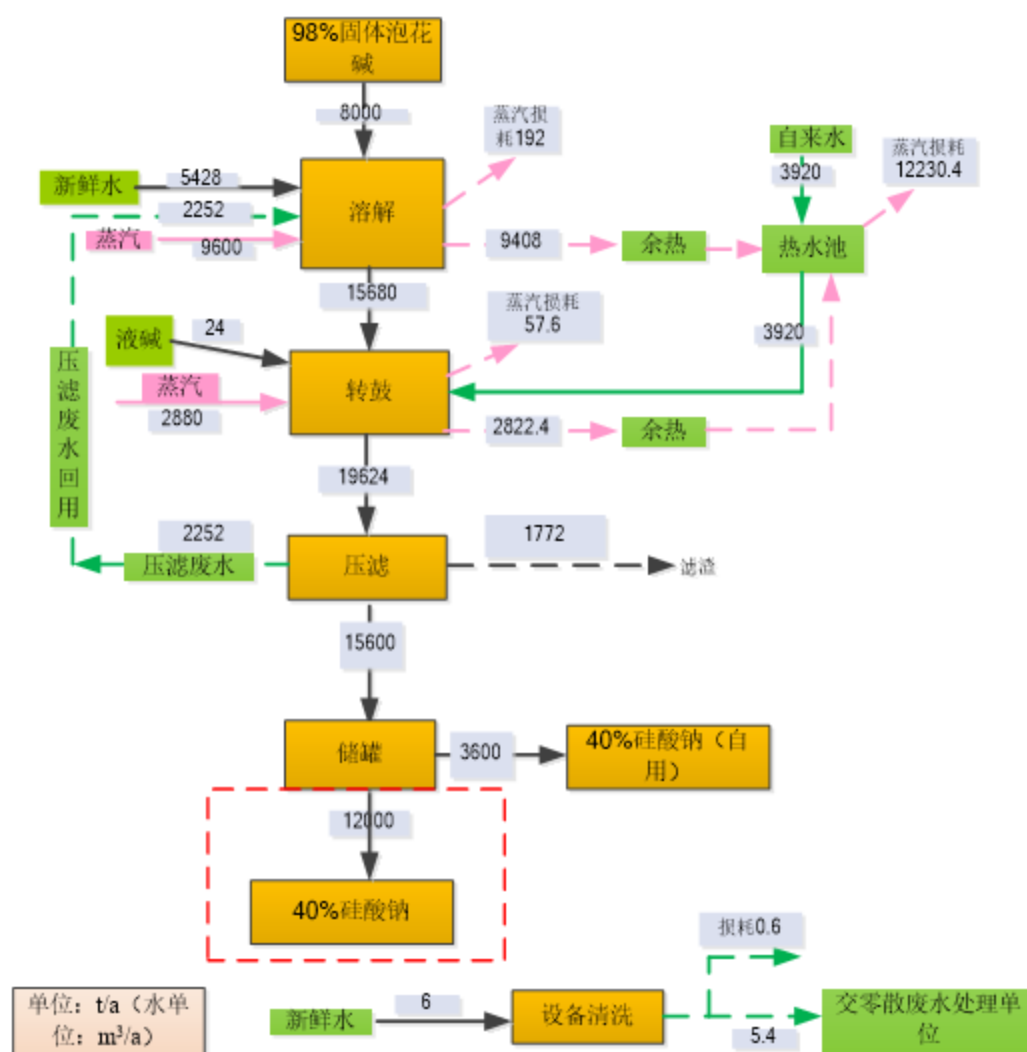 98%固体泡花
碱
8000
蒸汽损
耗192
自来水
蒸汽损耗
12230.4
3920
新鲜水
5428
2252
溶解
蒸汽
9600
9408
余热
热水池
15680
蒸汽损耗
57.6
3920
液碱
24
转鼓
蒸汽
2880
2822.4
余热
压
滤
废
水
回
用
19624
2252
压滤废水
压滤
1772
滤渣
15600
储罐
3600
40%硅酸钠（自
用）
12000
40%硅酸钠
损耗0.6
单位：t/a（水单
位：m³/a）
新鲜水
6
设备清洗
5.4
交零散废水处理单
位